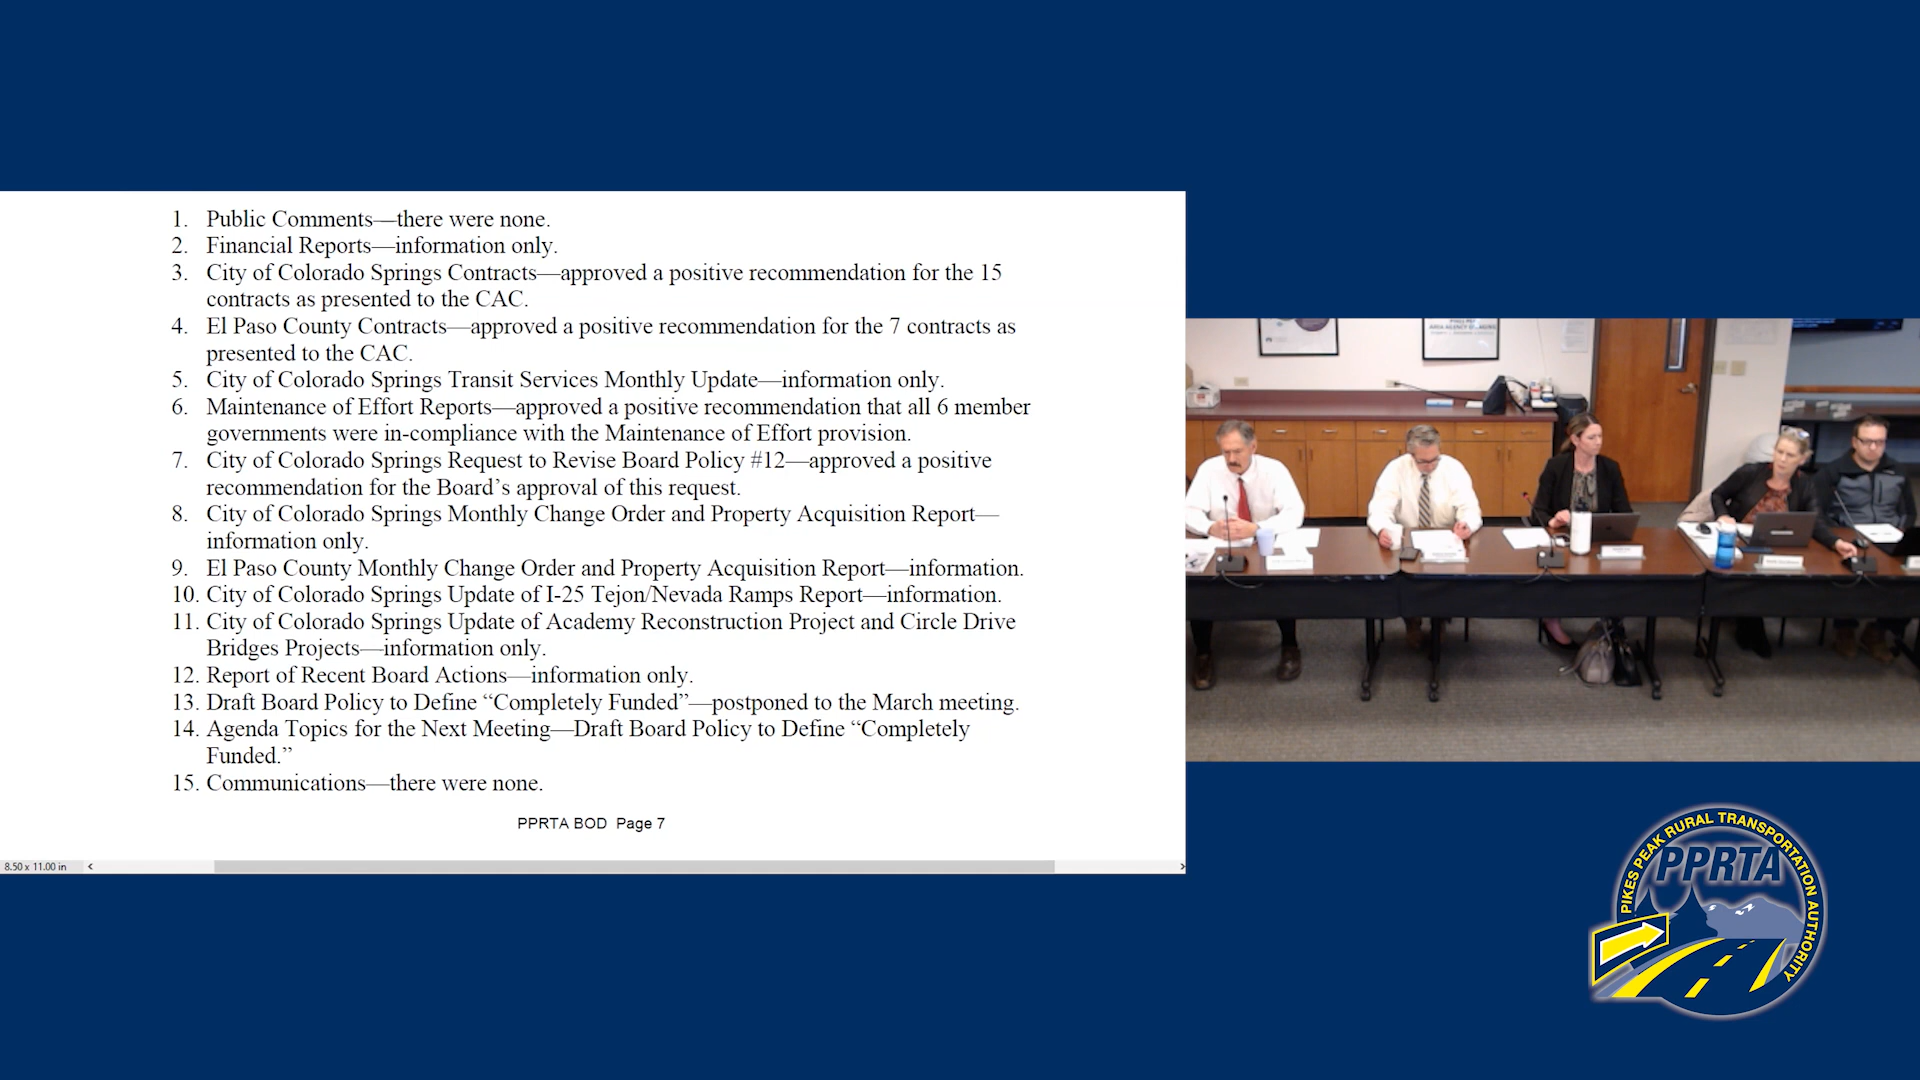 1. Public Comments—there were none.
2. Financial Reports—information only.
3. City of Colorado Springs Contracts—approved a positive recommendation for the 15
contracts as presented to the CAC.
4. El Paso County Contracts—approved a positive recommendation for the 7 contracts as
presented to the CAC.
5. City of Colorado Springs Transit Services Monthly Update—information only.
6. Maintenance of Effort Reports—approved a positive recommendation that all 6 member
governments were in-compliance with the Maintenance of Effort provision.
7. City of Colorado Springs Request to Revise Board Policy #12—approved a positive
recommendation for the Board’s approval of this request.
8. City of Colorado Springs Monthly Change Order and Property Acquisition Report—
information only.
9. El Paso County Monthly Change Order and Property Acquisition Report—information.
10. City of Colorado Springs Update of I-25 Tejon/Nevada Ramps Report—information.
11. City of Colorado Springs Update of Academy Reconstruction Project and Circle Drive
Bridges Projects—information only.
12. Report of Recent Board Actions—information only.
13. Draft Board Policy to Define “Completely Funded”—postponed to the March meeting.
14. Agenda Topics for the Next Meeting—Draft Board Policy to Define “Completely
Funded.”
15. Communications—there were none.
PPRTA BOD Page 7
8.50 x 11.00 in
PIKES PEAK RURAL TRANSPORTATION AUTHORITY
PPRTA